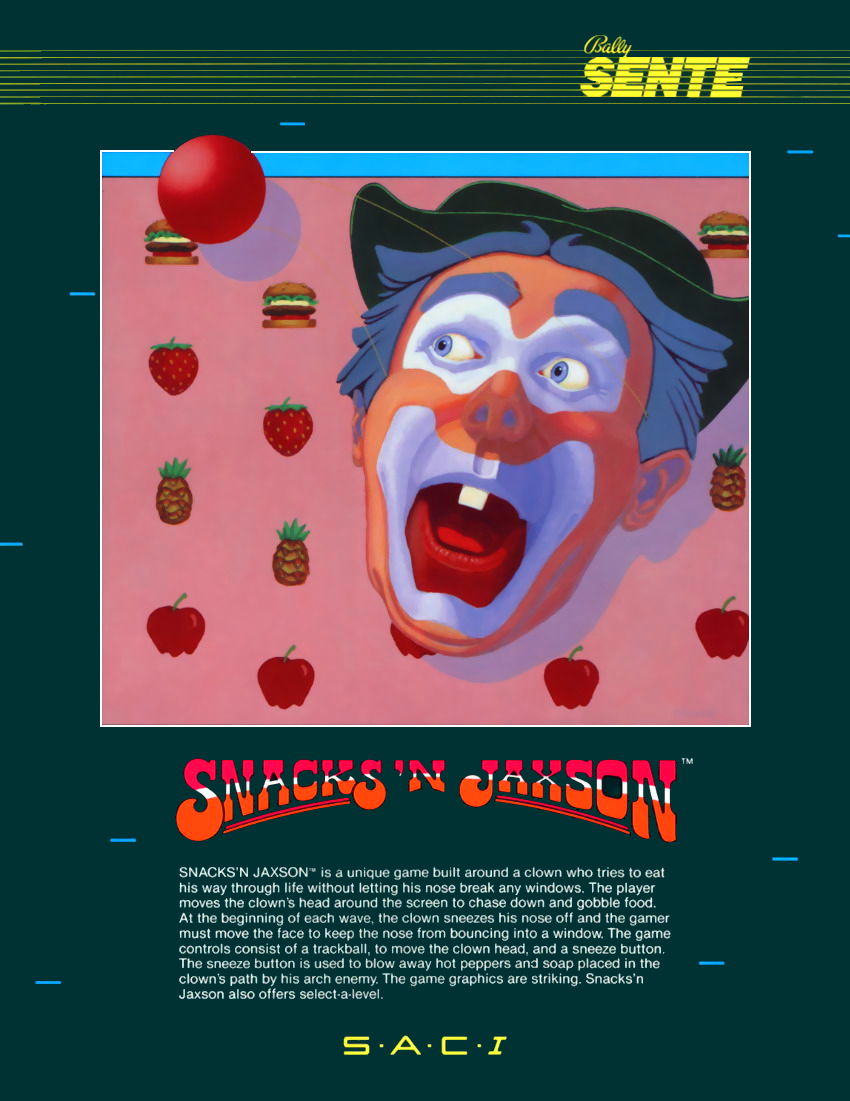 Bally
SENTE
SNACKS 'N JAXSON™
SNACKS'N JAXSON™ is a unique game built around a clown who tries to eat
his way through life without letting his nose break any windows. The player
moves the clown's head around the screen to chase down and gobble food.
At the beginning of each wave, the clown sneezes his nose off and the gamer
must move the face to keep the nose from bouncing into a window. The game
controls consist of a trackball, to move the clown head, and a sneeze button.
The sneeze button is used to blow away hot peppers and soap placed in the
clown's path by his arch enemy. The game graphics are striking. Snacks'n
Jaxson also offers select-a-level.
S·A·C·I